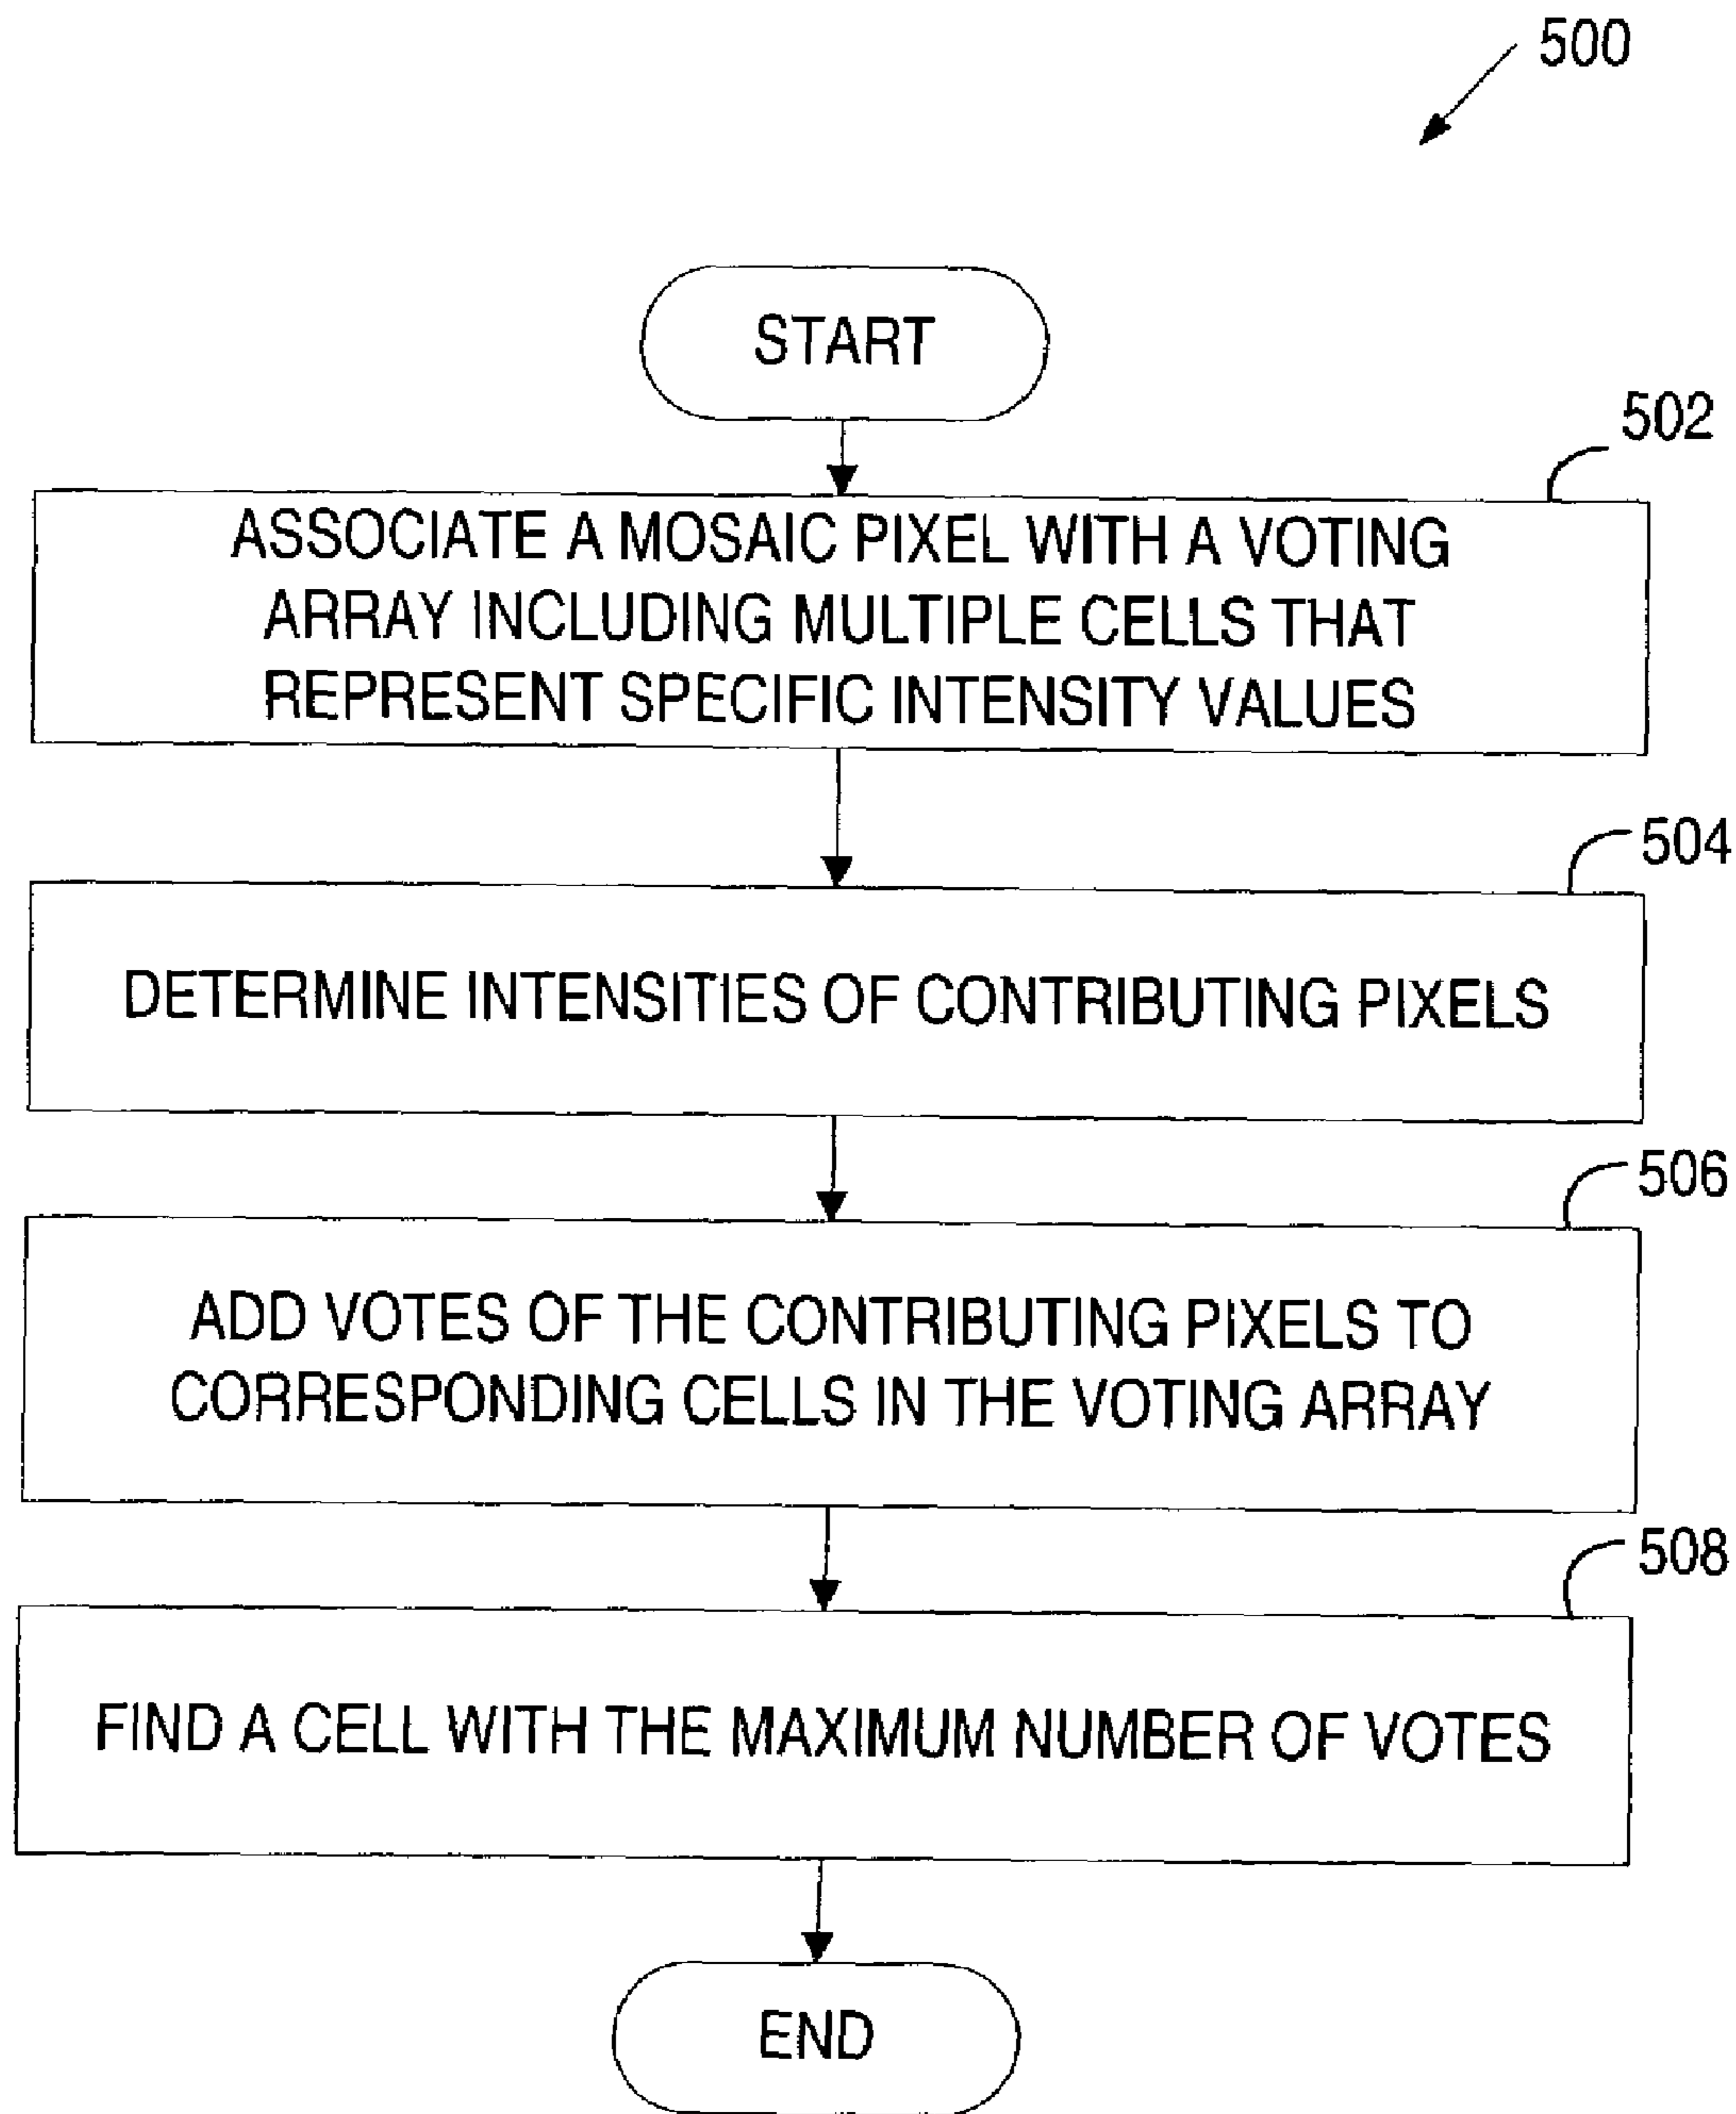 500
START
502
ASSOCIATE A MOSAIC PIXEL WITH A VOTING
ARRAY INCLUDING MULTIPLE CELLS THAT
REPRESENT SPECIFIC INTENSITY VALUES
504
DETERMINE INTENSITIES OF CONTRIBUTING PIXELS
506
ADD VOTES OF THE CONTRIBUTING PIXELS TO
CORRESPONDING CELLS IN THE VOTING ARRAY
508
FIND A CELL WITH THE MAXIMUM NUMBER OF VOTES
END